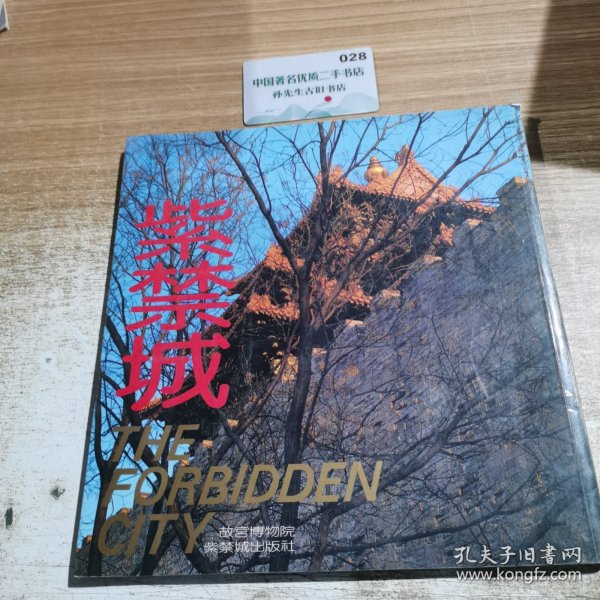 028
中国著名优质二手书店
孙先生古旧书店
紫禁城
THE
FORBIDDEN
CITY
故宫博物院
紫禁城出版社
孔夫子旧书网
www.kongfz.com